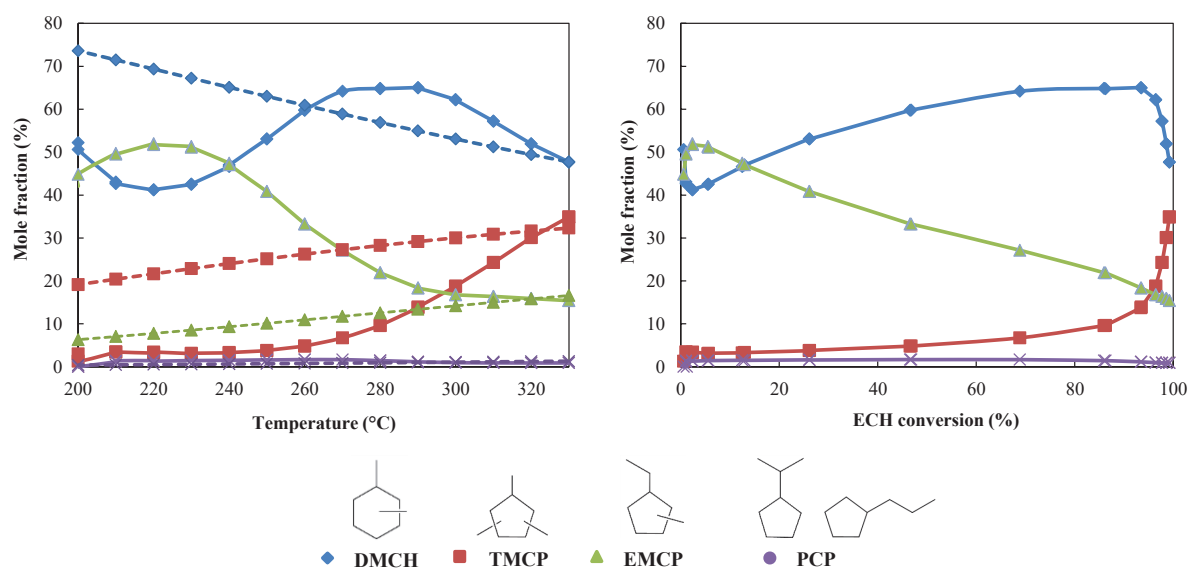 80
70
60
50
40
30
20
10
0
Mole fraction (%)
200 220 240 260 280 300 320
Temperature (°C)
80
70
60
50
40
30
20
10
0
Mole fraction (%)
0 20 40 60 80 100
ECH conversion (%)
DMCH TMCP EMCP PCP